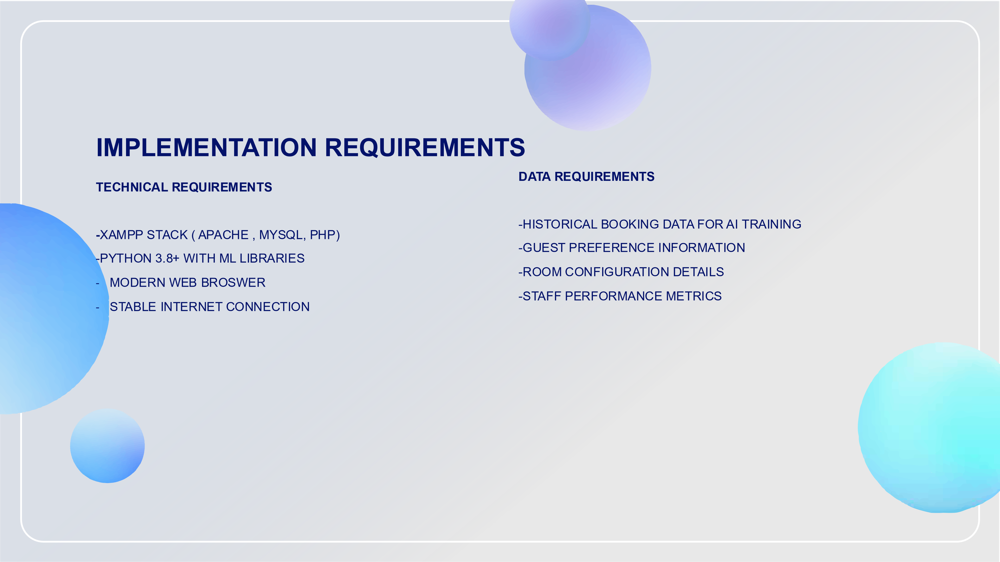 IMPLEMENTATION REQUIREMENTS
TECHNICAL REQUIREMENTS
-XAMPP STACK ( APACHE , MYSQL, PHP)
-PYTHON 3.8+ WITH ML LIBRARIES
- MODERN WEB BROSWER
- STABLE INTERNET CONNECTION
DATA REQUIREMENTS
-HISTORICAL BOOKING DATA FOR AI TRAINING
-GUEST PREFERENCE INFORMATION
-ROOM CONFIGURATION DETAILS
-STAFF PERFORMANCE METRICS